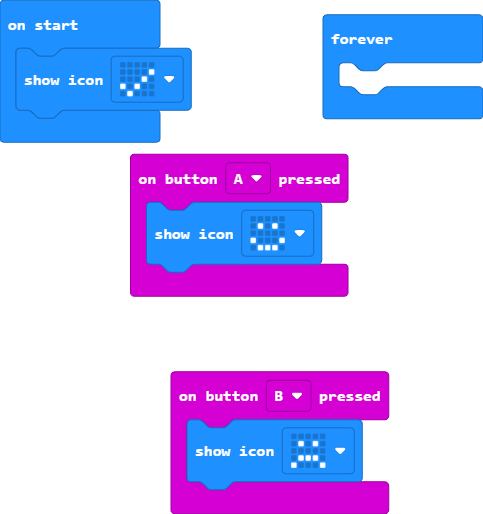 on start
show icon
forever
on button A pressed
show icon
on button B pressed
show icon